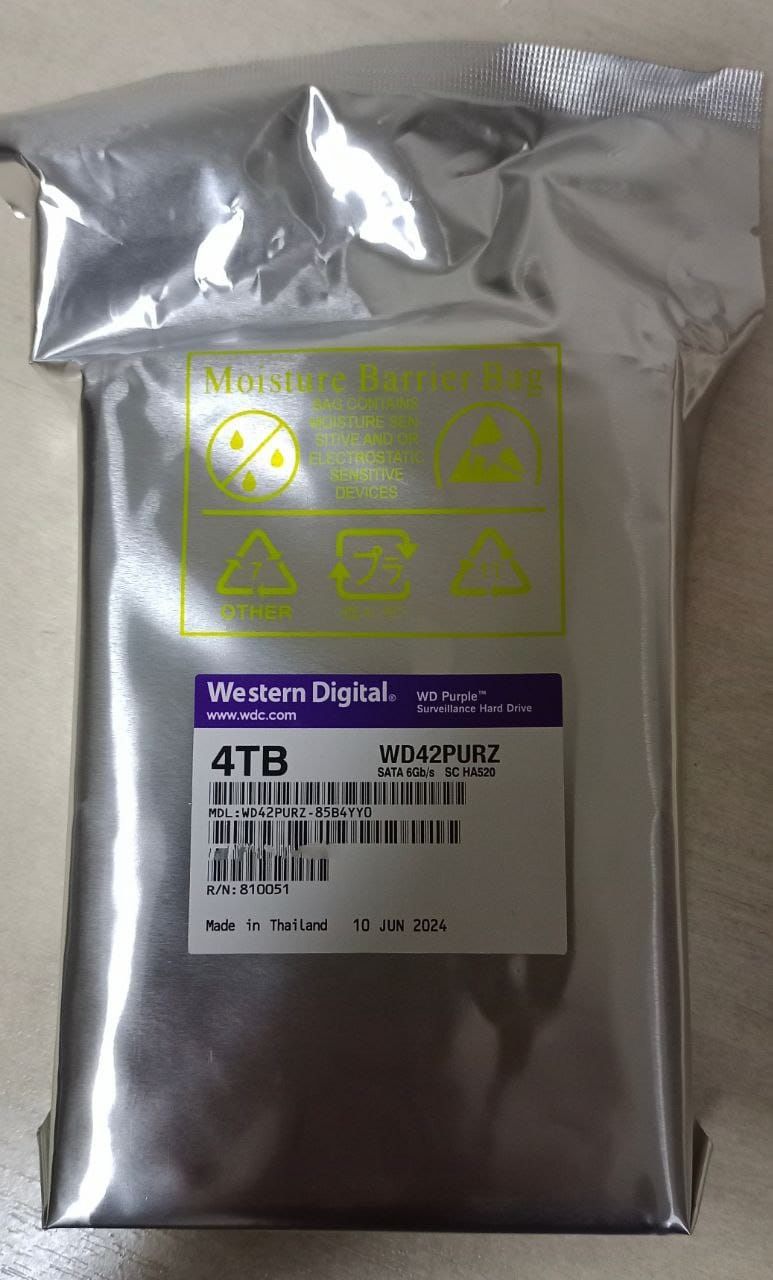 Moisture Barrier Bag
BAG CONTAINS
MOISTURE SEN-
SITIVE AND OR
ELECTROSTATIC
SENSITIVE
DEVICES
7
プラ
11
OTHER
Western Digital®
WD Purple™
www.wdc.com
Surveillance Hard Drive
4TB
WD42PURZ
SATA 6Gb/s SC HA520
MDL:WD42PURZ-85B4YY0
R/N:810051
Made in Thailand 10 JUN 2024